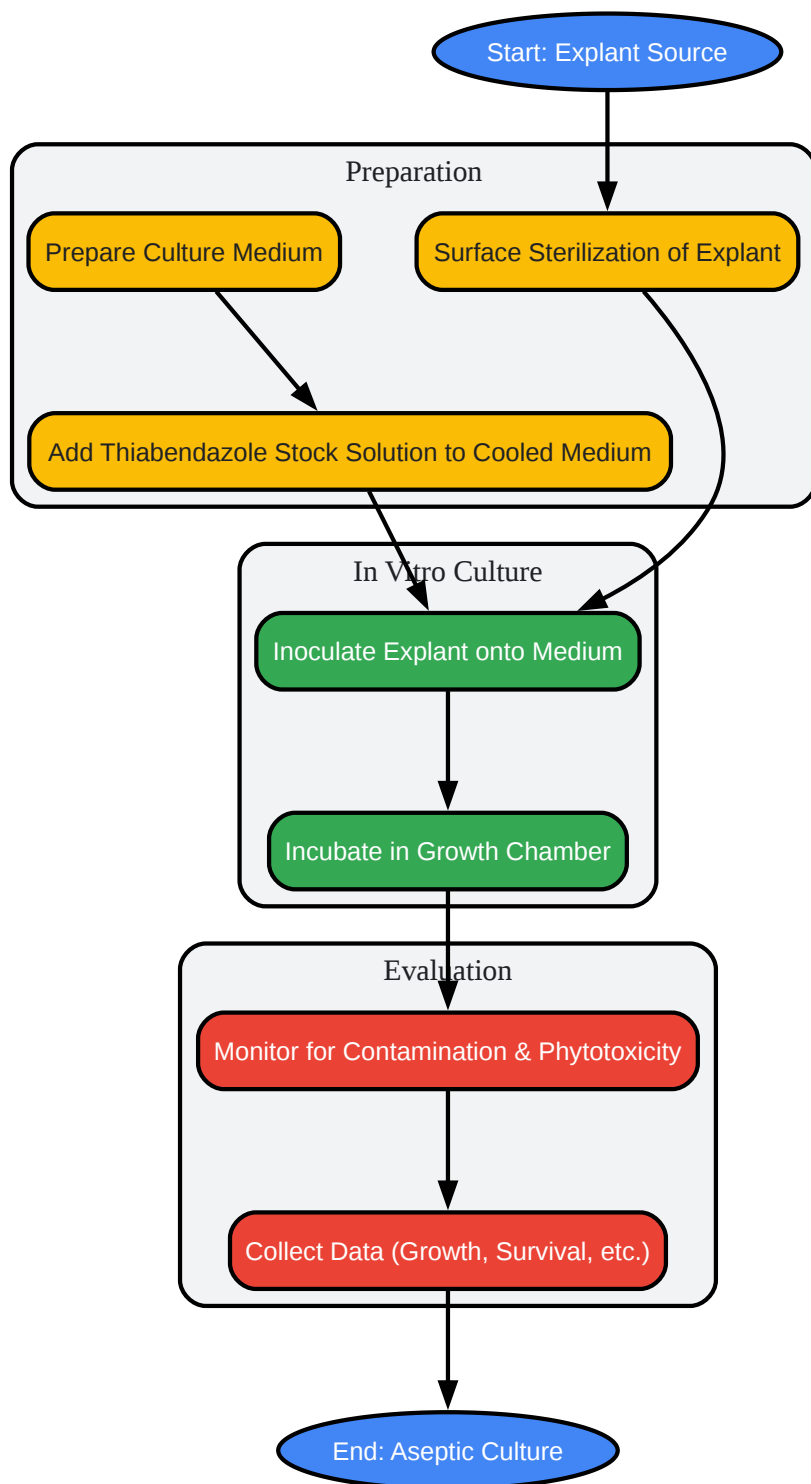 Start: Explant Source
Preparation
Prepare Culture Medium
Surface Sterilization of Explant
Add Thiabendazole Stock Solution to Cooled Medium
In Vitro Culture
Inoculate Explant onto Medium
Incubate in Growth Chamber
Evaluation
Monitor for Contamination & Phytotoxicity
Collect Data (Growth, Survival, etc.)
End: Aseptic Culture